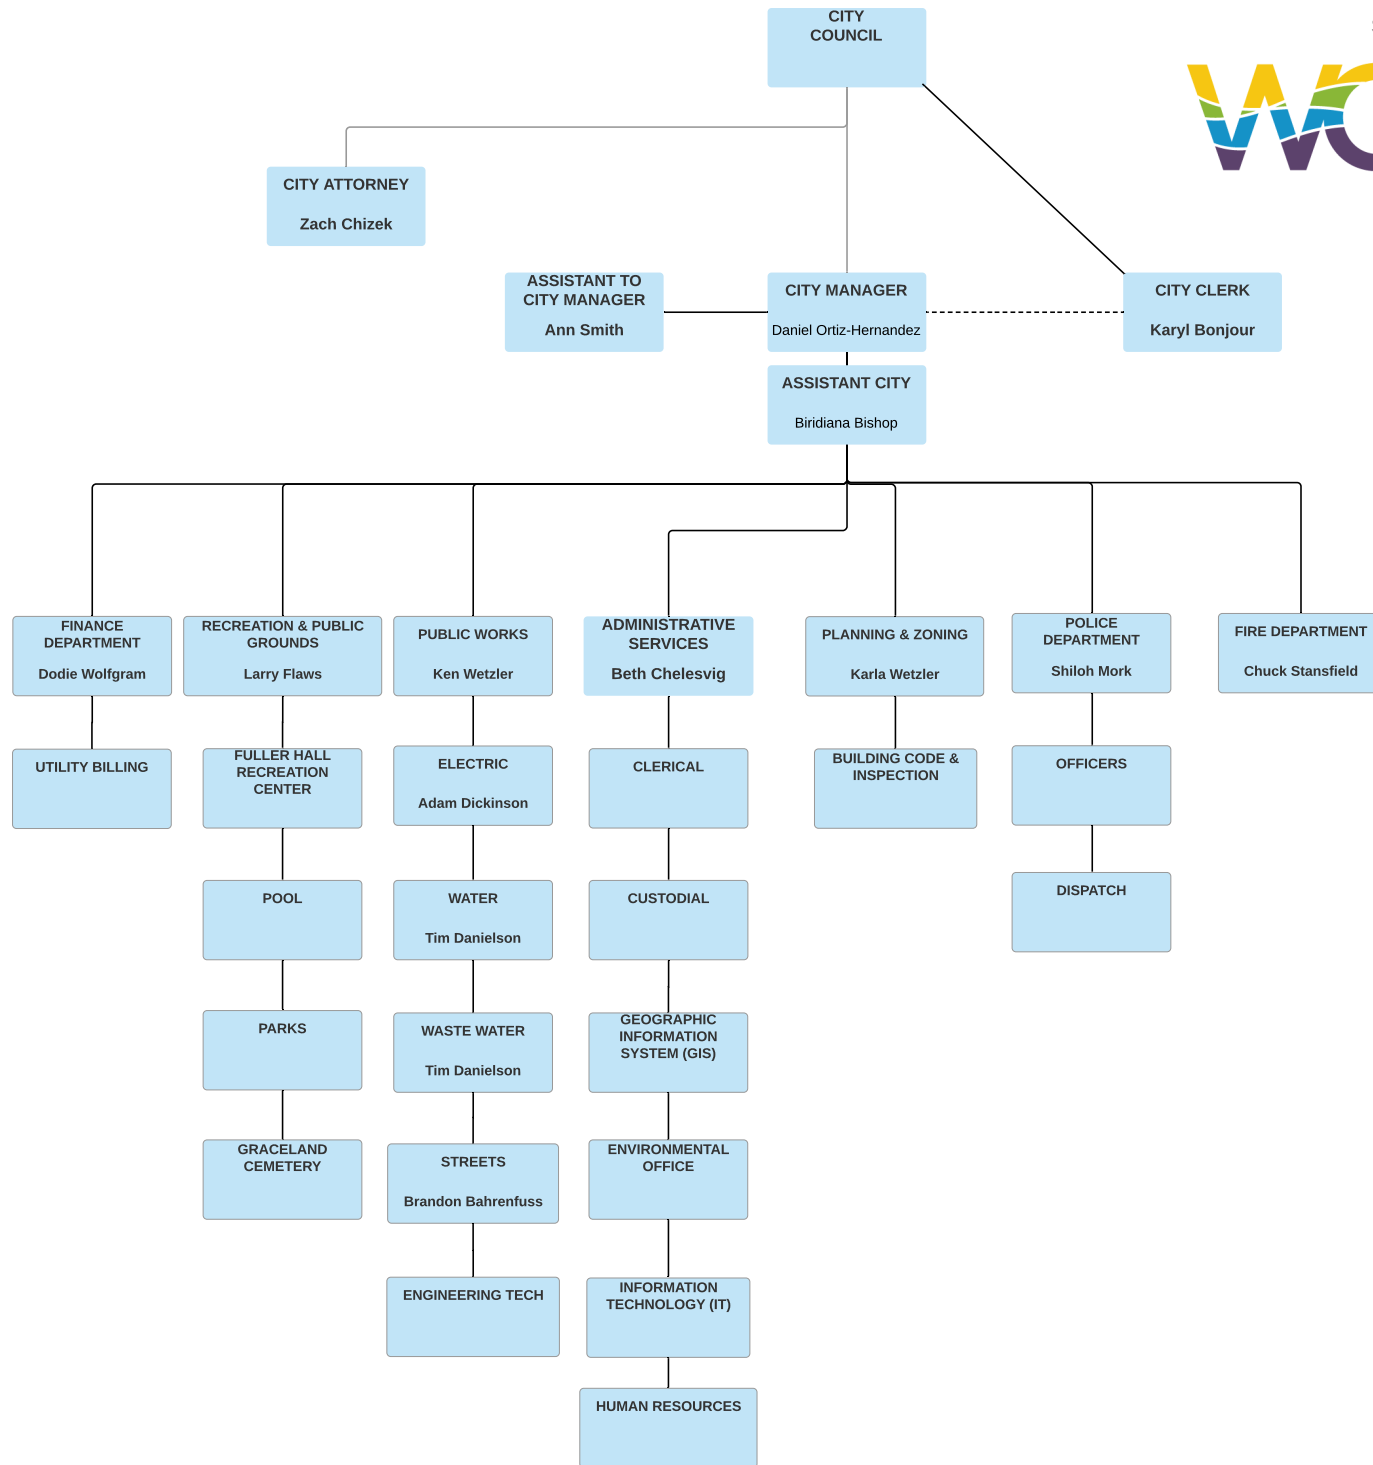 CITY
COUNCIL
CITY ATTORNEY
Zach Chizek
ASSISTANT TO
CITY MANAGER
Ann Smith
CITY MANAGER
Daniel Ortiz-Hernandez
CITY CLERK
Karyl Bonjour
ASSISTANT CITY
Biridiana Bishop
FINANCE
DEPARTMENT
Dodie Wolfgram
RECREATION & PUBLIC
GROUNDS
Larry Flaws
PUBLIC WORKS
Ken Wetzler
ADMINISTRATIVE
SERVICES
Beth Chelesvig
PLANNING & ZONING
Karla Wetzler
POLICE
DEPARTMENT
Shiloh Mork
FIRE DEPARTMENT
Chuck Stansfield
UTILITY BILLING
FULLER HALL
RECREATION
CENTER
ELECTRIC
Adam Dickinson
CLERICAL
BUILDING CODE &
INSPECTION
OFFICERS
POOL
WATER
Tim Danielson
CUSTODIAL
DISPATCH
PARKS
WASTE WATER
Tim Danielson
GEOGRAPHIC
INFORMATION
SYSTEM (GIS)
GRACELAND
CEMETERY
STREETS
Brandon Bahrenfuss
ENVIRONMENTAL
OFFICE
ENGINEERING TECH
INFORMATION
TECHNOLOGY (IT)
HUMAN RESOURCES